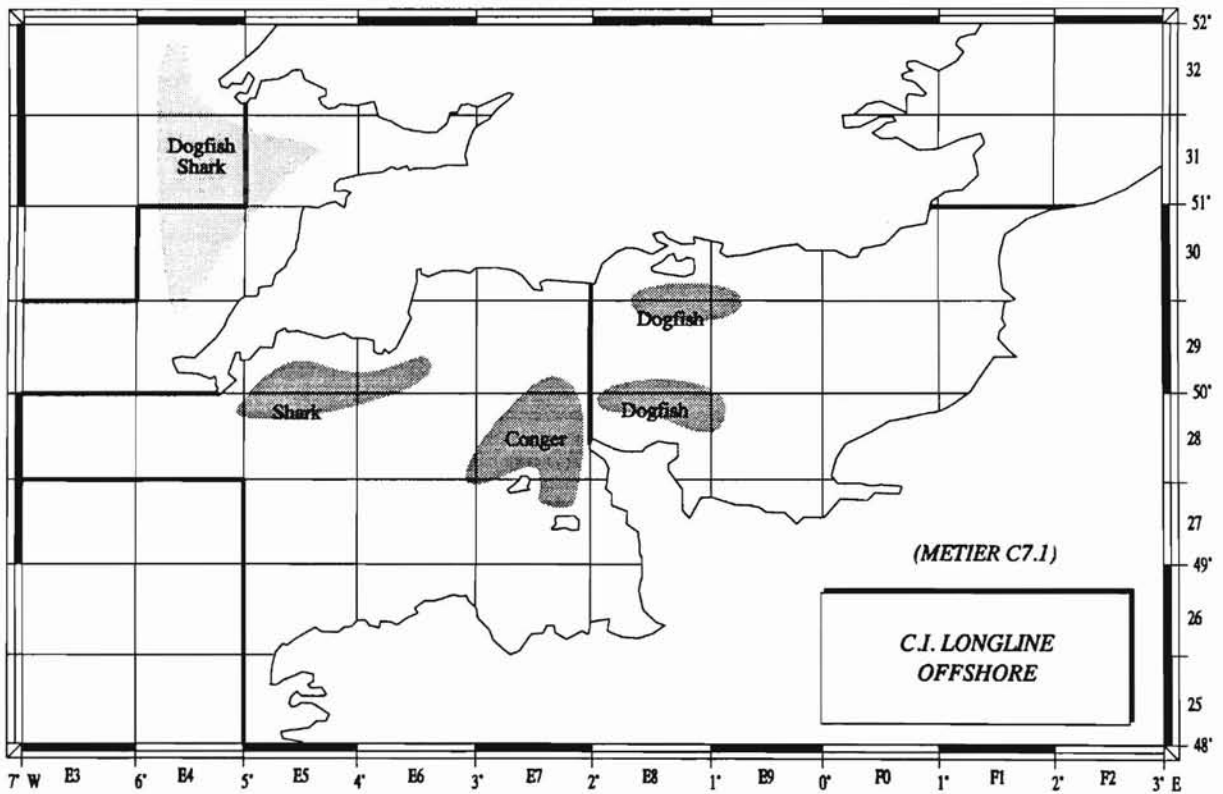 52°
32
Dogfish
Shark
31
51°
30
Dogfish
29
50°
Shark
Dogfish
Conger
28
27
(METIER C7.1)
49°
26
C.I. LONGLINE
OFFSHORE
25
48°
7° W E3 6° E4 5° E5 4° E6 3° E7 2° E8 1° E9 0° F0 1° F1 2° F2 3° E